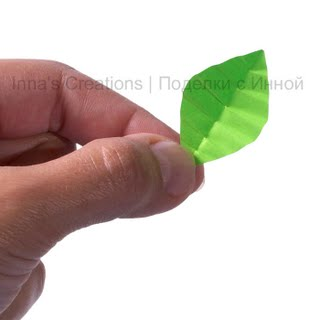 Inna's Creations | Поделки с Инной